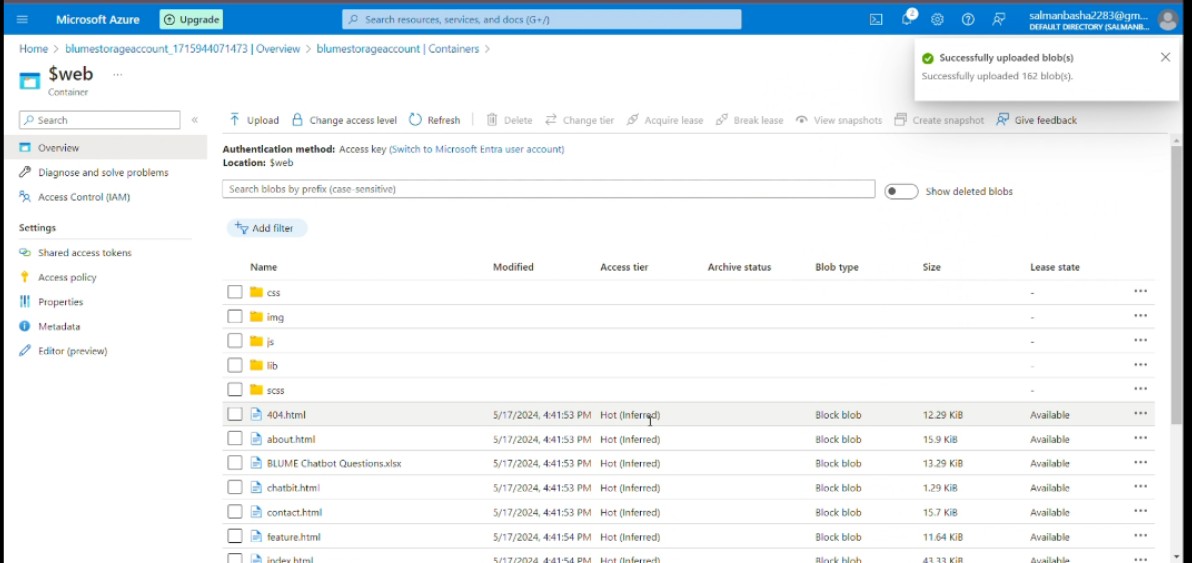 Microsoft Azure
Upgrade
Search resources, services, and docs (G+/)
2
salmanbasha2283@gm...
DEFAULT DIRECTORY (SALMANB...
Home > blumestorageaccount_1715944071473 | Overview > blumestorageaccount | Containers >
$web ...
Container
Successfully uploaded blob(s)
Successfully uploaded 162 blob(s).
Search
Upload Change access level Refresh Delete Change tier Acquire lease Break lease View snapshots Create snapshot Give feedback
Overview
Diagnose and solve problems
Access Control (IAM)
Settings
Shared access tokens
Access policy
Properties
Metadata
Editor (preview)
Authentication method: Access key (Switch to Microsoft Entra user account)
Location: $web
Search blobs by prefix (case-sensitive)
Show deleted blobs
Add filter
Name Modified Access tier Archive status Blob type Size Lease state
css - ...
img - ...
js - ...
lib - ...
scss - ...
404.html 5/17/2024, 4:41:53 PM Hot (Inferred) Block blob 12.29 KiB Available ...
about.html 5/17/2024, 4:41:53 PM Hot (Inferred) Block blob 15.9 KiB Available ...
BLUME Chatbot Questions.xlsx 5/17/2024, 4:41:53 PM Hot (Inferred) Block blob 13.29 KiB Available ...
chatbit.html 5/17/2024, 4:41:53 PM Hot (Inferred) Block blob 1.29 KiB Available ...
contact.html 5/17/2024, 4:41:53 PM Hot (Inferred) Block blob 15.7 KiB Available ...
feature.html 5/17/2024, 4:41:54 PM Hot (Inferred) Block blob 11.64 KiB Available ...
index.html 5/17/2024, 4:41:54 PM Hot (Inferred) Block blob 43.33 KiB Available ...